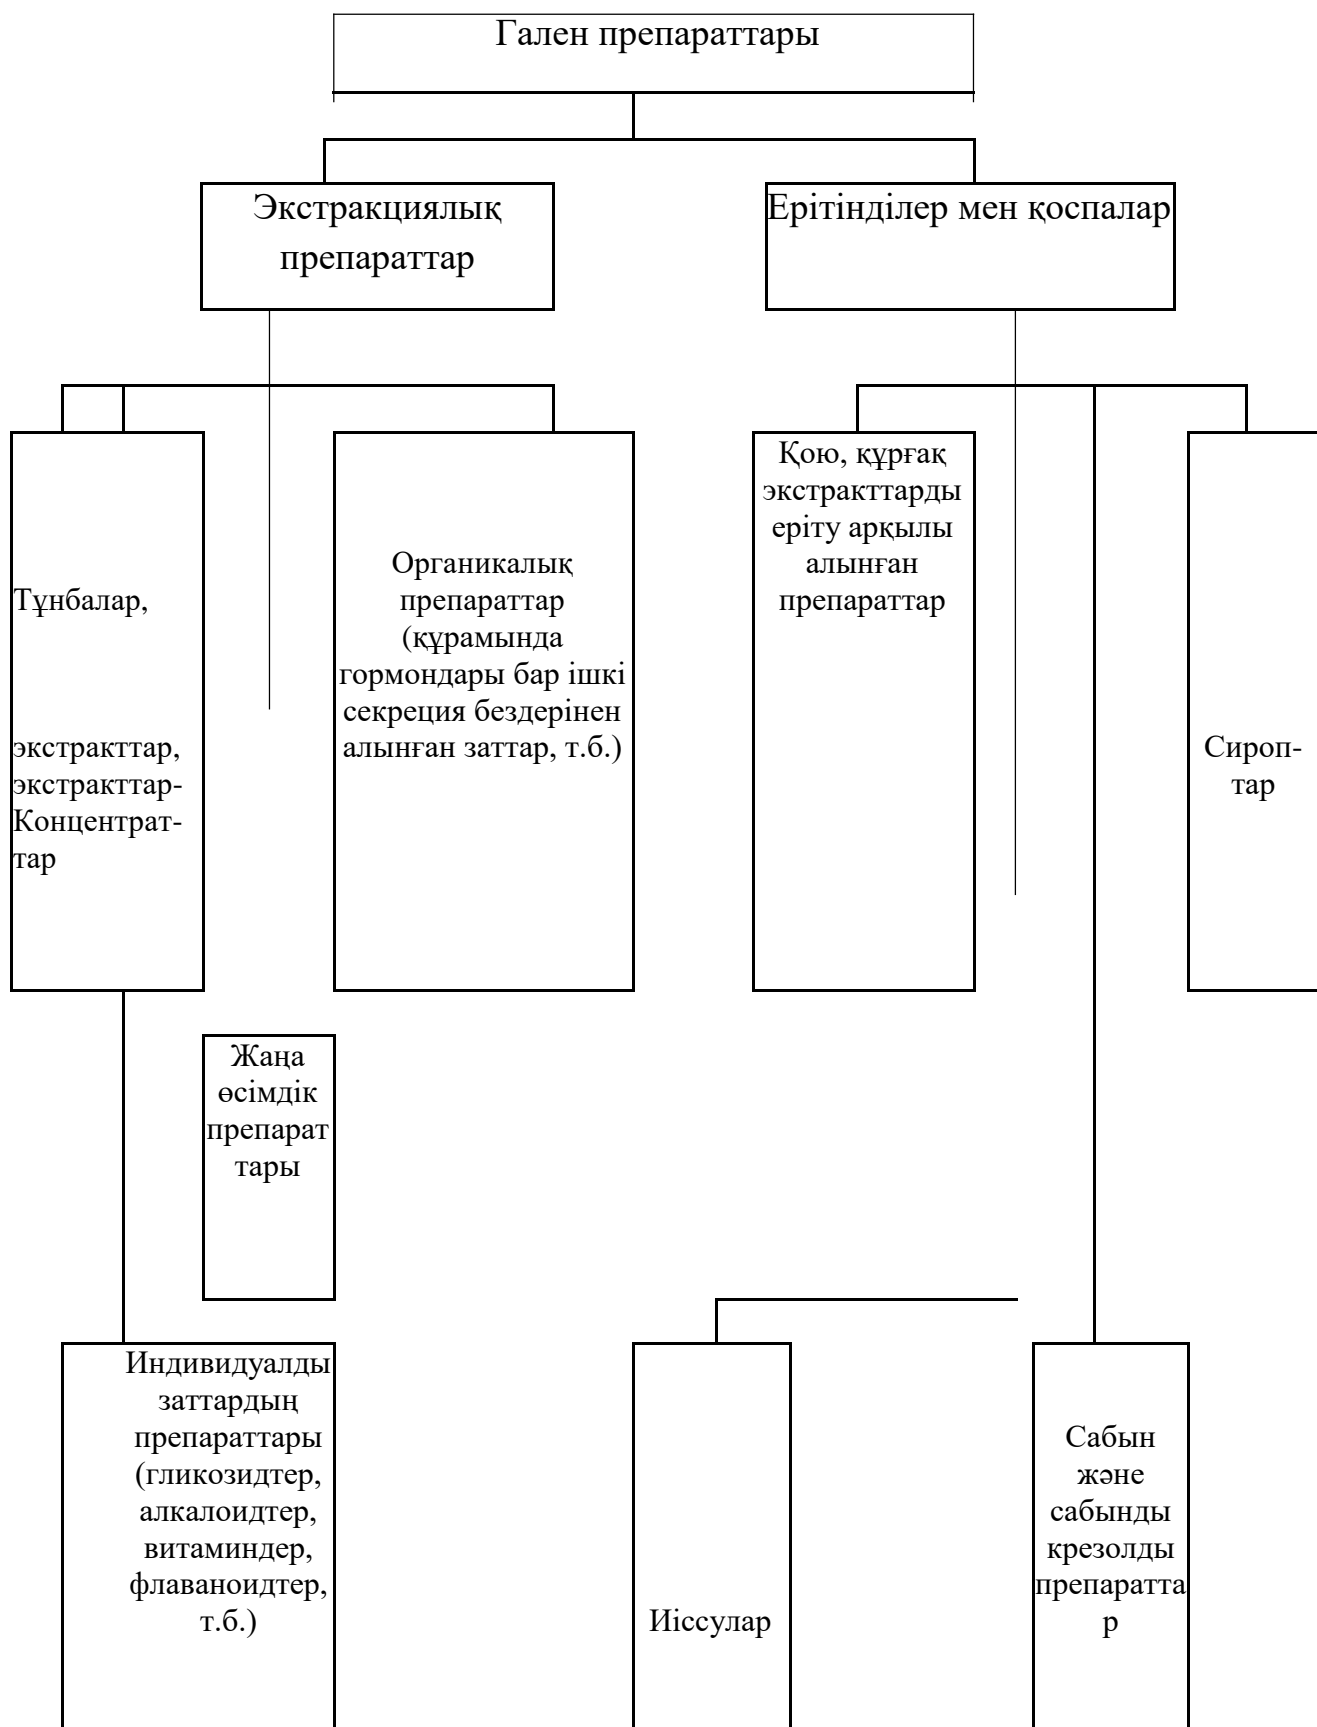 Гален препараттары
Экстракциялық
препараттар
Ерітінділер мен қоспалар
Тұнбалар,
экстракттар,
экстракттар-
Концентрат-
тар
Органикалық
препараттар
(құрамында
гормондары бар ішкі
секреция бездерінен
алынған заттар, т.б.)
Қою, құрғақ
экстракттарды
еріту арқылы
алынған
препараттар
Сироп-
тар
Жаңа
өсімдік
препарат
тары
Индивидуалды
заттардың
препараттары
(гликозидтер,
алкалоидтер,
витаминдер,
флаваноидтер,
т.б.)
Иіссулар
Сабын
және
сабынды
крезолды
препаратта
р